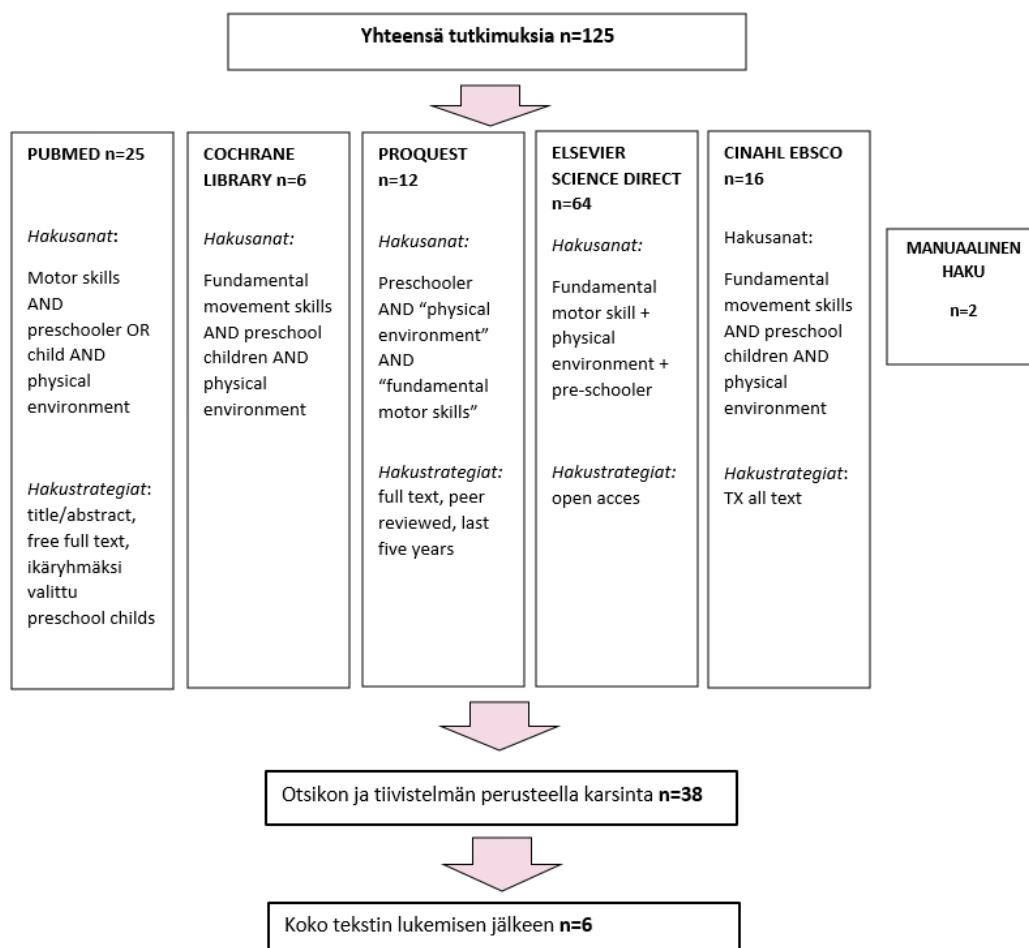 Yhteensä tutkimuksia n=125
PUBMED n=25
Hakusanat:
Motor skills
AND
preschooler OR
child AND
physical
environment
Hakustrategiat:
title/abstract,
free full text,
ikäryhmäksi
valittu
preschool childs
COCHRANE
LIBRARY n=6
Hakusanat:
Fundamental
movement skills
AND preschool
children AND
physical
environment
PROQUEST
n=12
Hakusanat:
Preschooler
AND “physical
environment”
AND
“fundamental
motor skills”
Hakustrategiat:
full text, peer
reviewed, last
five years
ELSEVIER
SCIENCE DIRECT
n=64
Hakusanat:
Fundamental
motor skill +
physical
environment +
pre-schooler
Hakustrategiat:
open acces
CINAHL EBSCO
n=16
Hakusanat:
Fundamental
movement skills
AND preschool
children AND
physical
environment
Hakustrategiat:
TX all text
MANUAALINEN
HAKU
n=2
Otsikon ja tiivistelmän perusteella karsinta n=38
Koko tekstin lukemisen jälkeen n=6